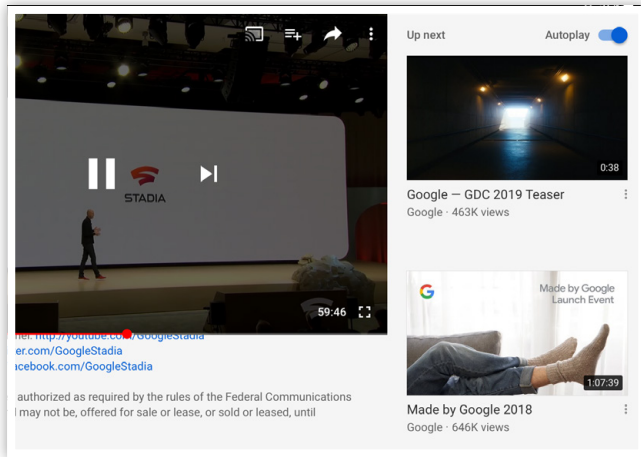 STADIA
59:46
http://youtube.com/GoogleStadia
er.com/GoogleStadia
acebook.com/GoogleStadia
authorized as required by the rules of the Federal Communications
may not be, offered for sale or lease, or sold or leased, until
Up next
Autoplay
0:38
Google — GDC 2019 Teaser
Google · 463K views
G
Made by Google
Launch Event
1:07:39
Made by Google 2018
Google · 646K views